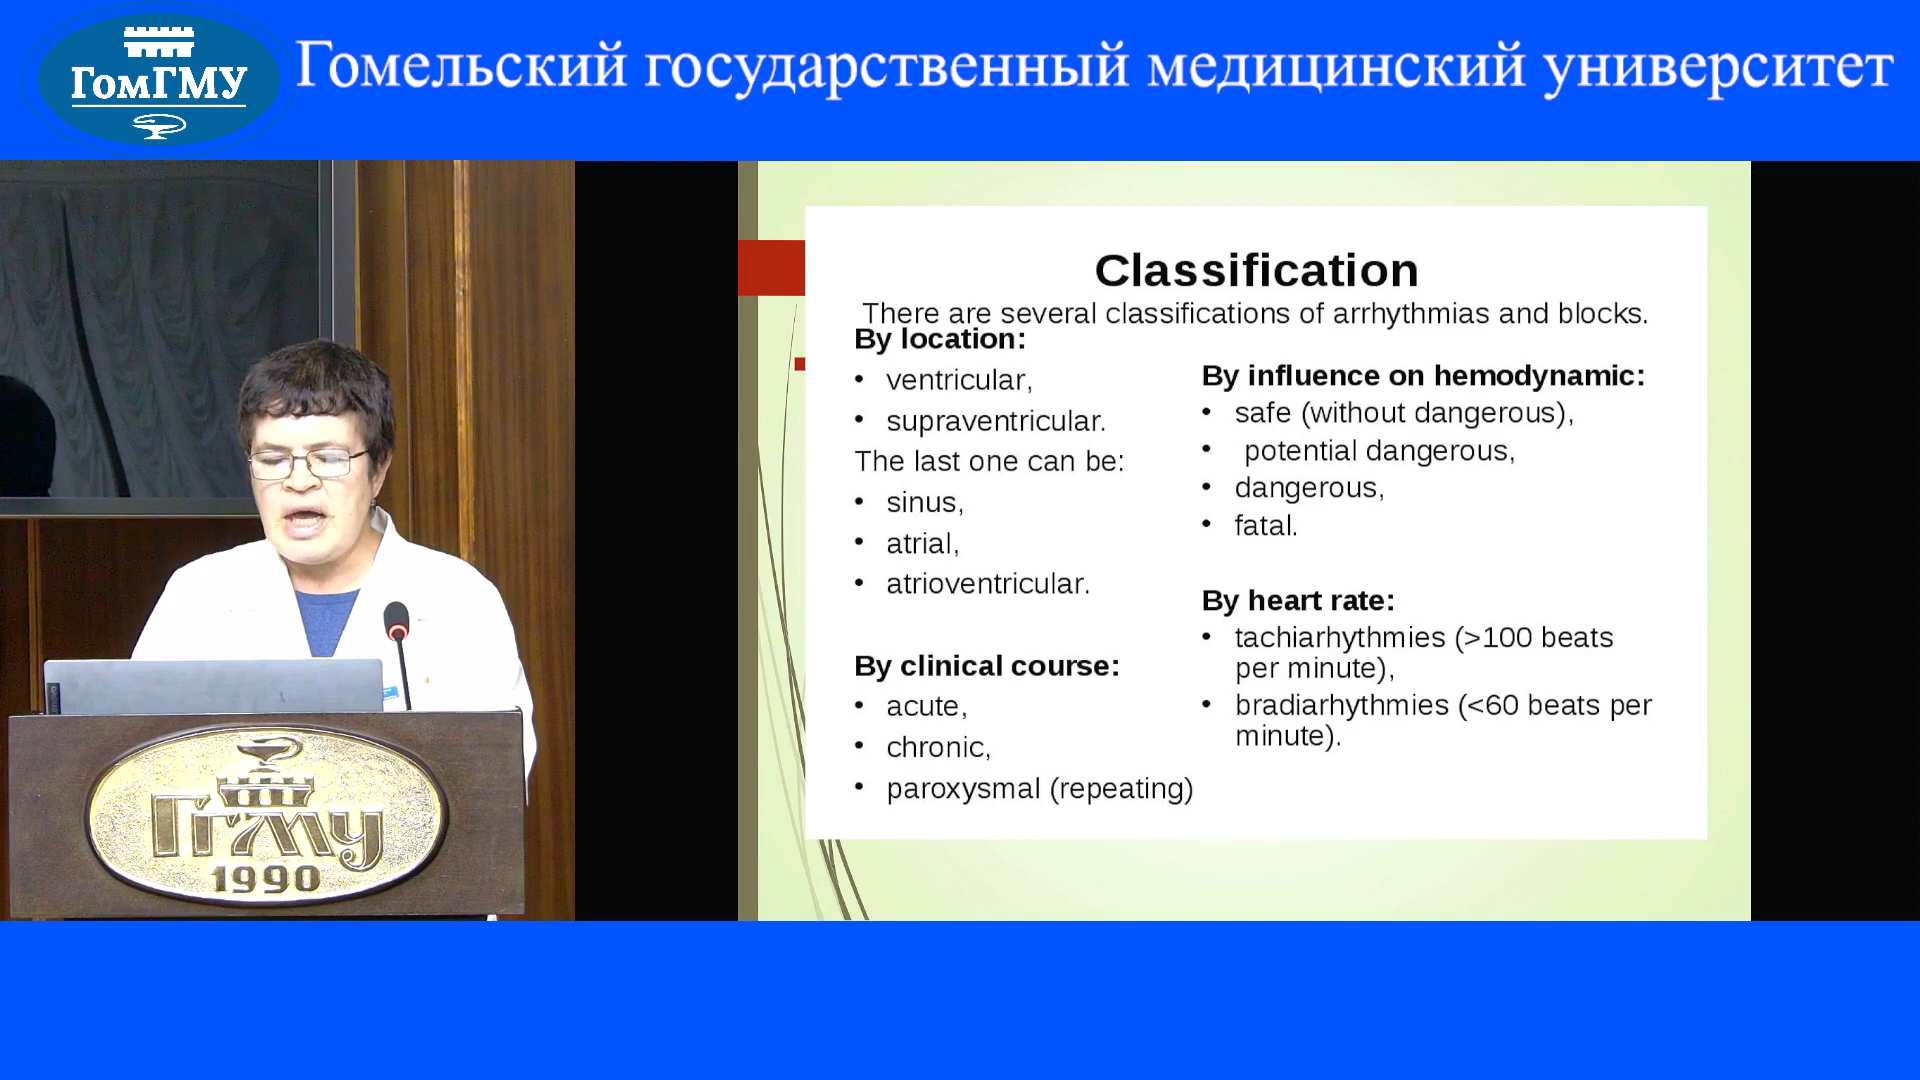 ГомГМУ
Гомельский государственный медицинский университет
Classification
There are several classifications of arrhythmias and blocks.
By location:
• ventricular,
• supraventricular.
The last one can be:
• sinus,
• atrial,
• atrioventricular.
By clinical course:
• acute,
• chronic,
• paroxysmal (repeating)
By influence on hemodynamic:
• safe (without dangerous),
• potential dangerous,
• dangerous,
• fatal.
By heart rate:
• tachiarhythmies (>100 beats
per minute),
• bradiarhythmies (<60 beats per
minute).
ГГМУ
1990